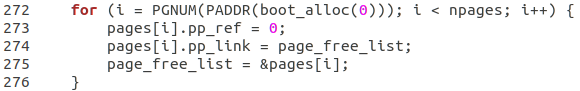 272     for (i = PGNUM(PADDR(boot_alloc(0))); i < npages; i++) {
273         pages[i].pp_ref = 0;
274         pages[i].pp_link = page_free_list;
275         page_free_list = &pages[i];
276     }